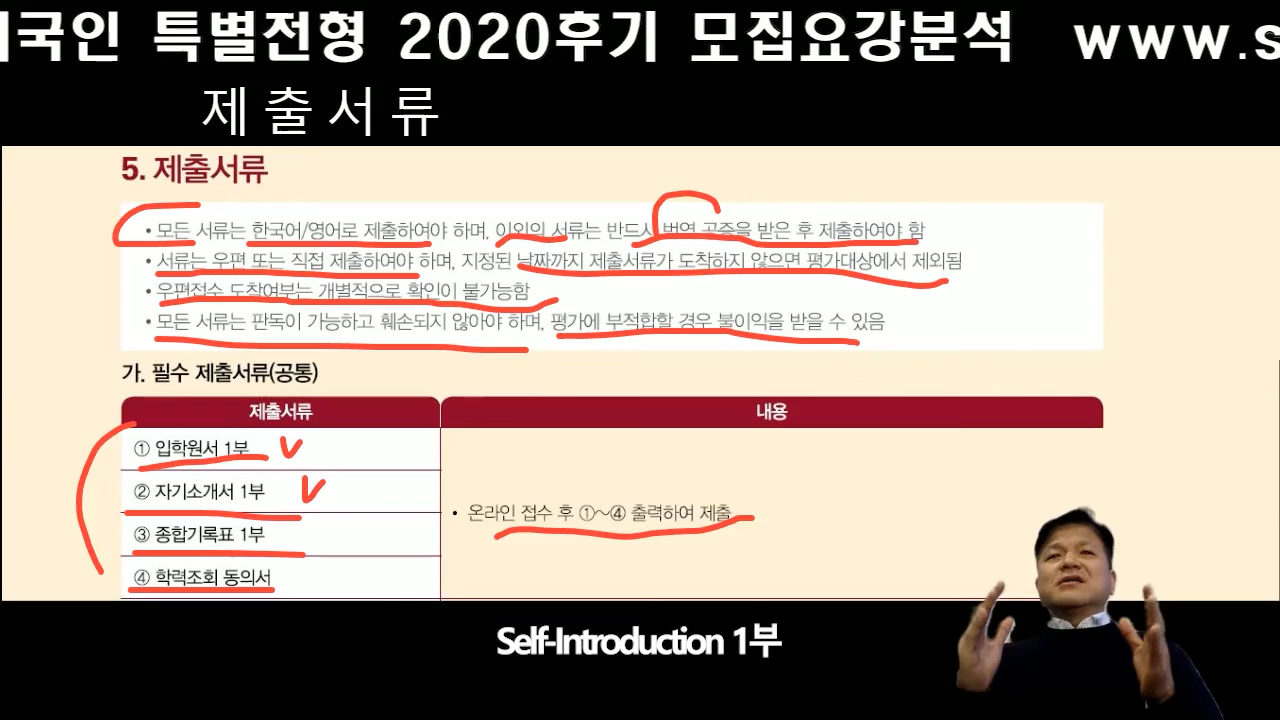 국인 특별전형 2020후기 모집요강분석 www.s
제출서류
5. 제출서류
• 모든 서류는 한국어/영어로 제출하여야 하며, 이외의 서류는 반드시 번역 공증을 받은 후 제출하여야 함
• 서류는 우편 또는 직접 제출하여야 하며, 지정된 날짜까지 제출서류가 도착하지 않으면 평가대상에서 제외됨
• 우편접수 도착여부는 개별적으로 확인이 불가능함
• 모든 서류는 판독이 가능하고 훼손되지 않아야 하며, 평가에 부적합할 경우 불이익을 받을 수 있음
가. 필수 제출서류(공통)
제출서류 내용
① 입학원서 1부
② 자기소개서 1부
• 온라인 접수 후 ①~④ 출력하여 제출
③ 종합기록표 1부
④ 학력조회 동의서
Self-Introduction 1부